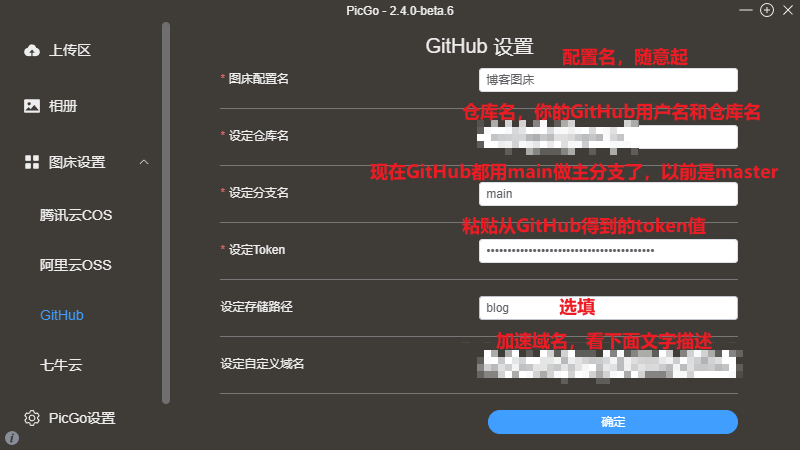 PicGo - 2.4.0-beta.6
上传区
相册
图床设置
腾讯云COS
阿里云OSS
GitHub
七牛云
PicGo设置
GitHub 设置
配置名，随意起
* 图床配置名
博客图床
仓库名，你的GitHub用户名和仓库名
* 设定仓库名
现在GitHub都用main做主分支了，以前是master
* 设定分支名
main
粘贴从GitHub得到的token值
* 设定Token
设定存储路径
blog
选填
加速域名，看下面文字描述
设定自定义域名
确定